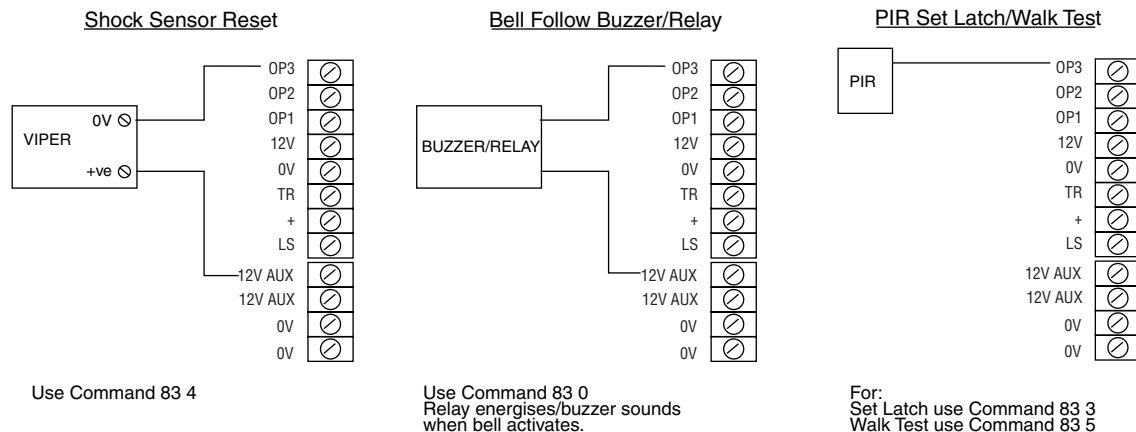 Shock Sensor Reset
VIPER
0V
+ve
OP3
OP2
OP1
12V
0V
TR
+
LS
12V AUX
12V AUX
0V
0V
Use Command 83 4
Bell Follow Buzzer/Relay
BUZZER/RELAY
OP3
OP2
OP1
12V
0V
TR
+
LS
12V AUX
12V AUX
0V
0V
Use Command 83 0
Relay energises/buzzer sounds
when bell activates.
PIR Set Latch/Walk Test
PIR
OP3
OP2
OP1
12V
0V
TR
+
LS
12V AUX
12V AUX
0V
0V
For:
Set Latch use Command 83 3
Walk Test use Command 83 5